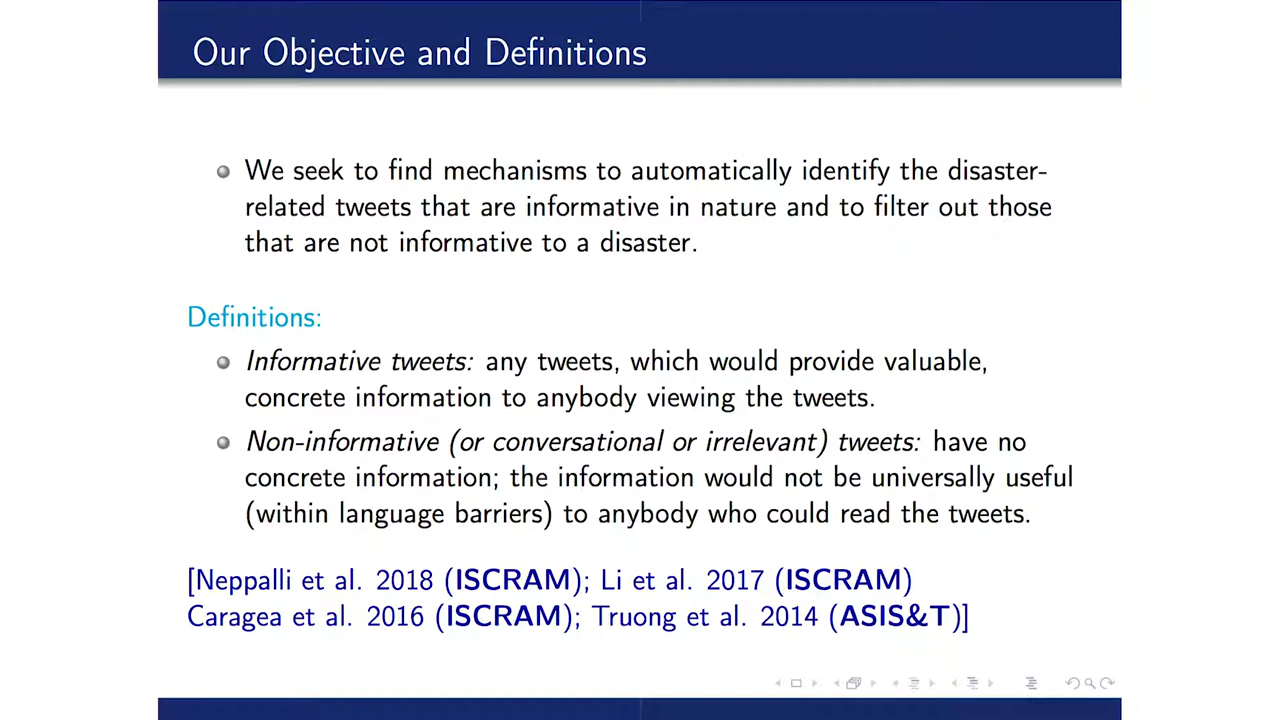 Our Objective and Definitions
We seek to find mechanisms to automatically identify the disaster-
related tweets that are informative in nature and to filter out those
that are not informative to a disaster.
Definitions:
Informative tweets: any tweets, which would provide valuable,
concrete information to anybody viewing the tweets.
Non-informative (or conversational or irrelevant) tweets: have no
concrete information; the information would not be universally useful
(within language barriers) to anybody who could read the tweets.
[Neppalli et al. 2018 (ISCRAM); Li et al. 2017 (ISCRAM)
Caragea et al. 2016 (ISCRAM); Truong et al. 2014 (ASIS&T)]